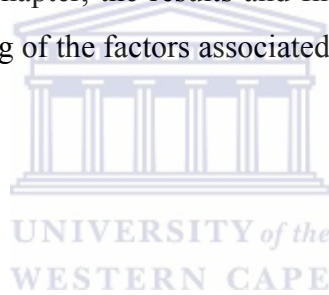 chapter, the results and
g of the factors associated
UNIVERSITY of the
WESTERN CAPE